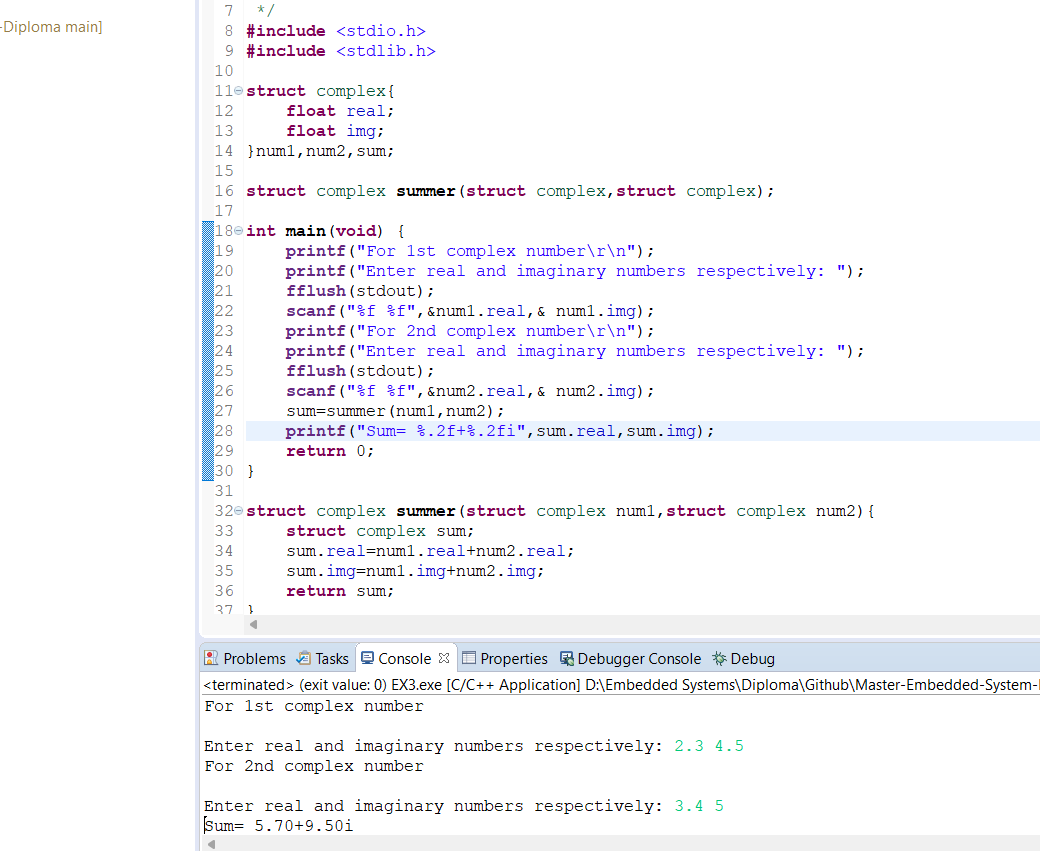 -Diploma main]
7 */
8 #include <stdio.h>
9 #include <stdlib.h>
10
11 struct complex{
12 float real;
13 float img;
14 }num1,num2,sum;
15
16 struct complex summer(struct complex,struct complex);
17
18 int main(void) {
19 printf("For 1st complex number\r\n");
20 printf("Enter real and imaginary numbers respectively: ");
21 fflush(stdout);
22 scanf("%f %f",&num1.real,& num1.img);
23 printf("For 2nd complex number\r\n");
24 printf("Enter real and imaginary numbers respectively: ");
25 fflush(stdout);
26 scanf("%f %f",&num2.real,& num2.img);
27 sum=summer(num1,num2);
28 printf("Sum= %.2f+%.2fi",sum.real,sum.img);
29 return 0;
30 }
31
32 struct complex summer(struct complex num1,struct complex num2){
33 struct complex sum;
34 sum.real=num1.real+num2.real;
35 sum.img=num1.img+num2.img;
36 return sum;
37 }
Problems Tasks Console Properties Debugger Console Debug
<terminated> (exit value: 0) EX3.exe [C/C++ Application] D:\Embedded Systems\Diploma\Github\Master-Embedded-System-
For 1st complex number
Enter real and imaginary numbers respectively: 2.3 4.5
For 2nd complex number
Enter real and imaginary numbers respectively: 3.4 5
Sum= 5.70+9.50i